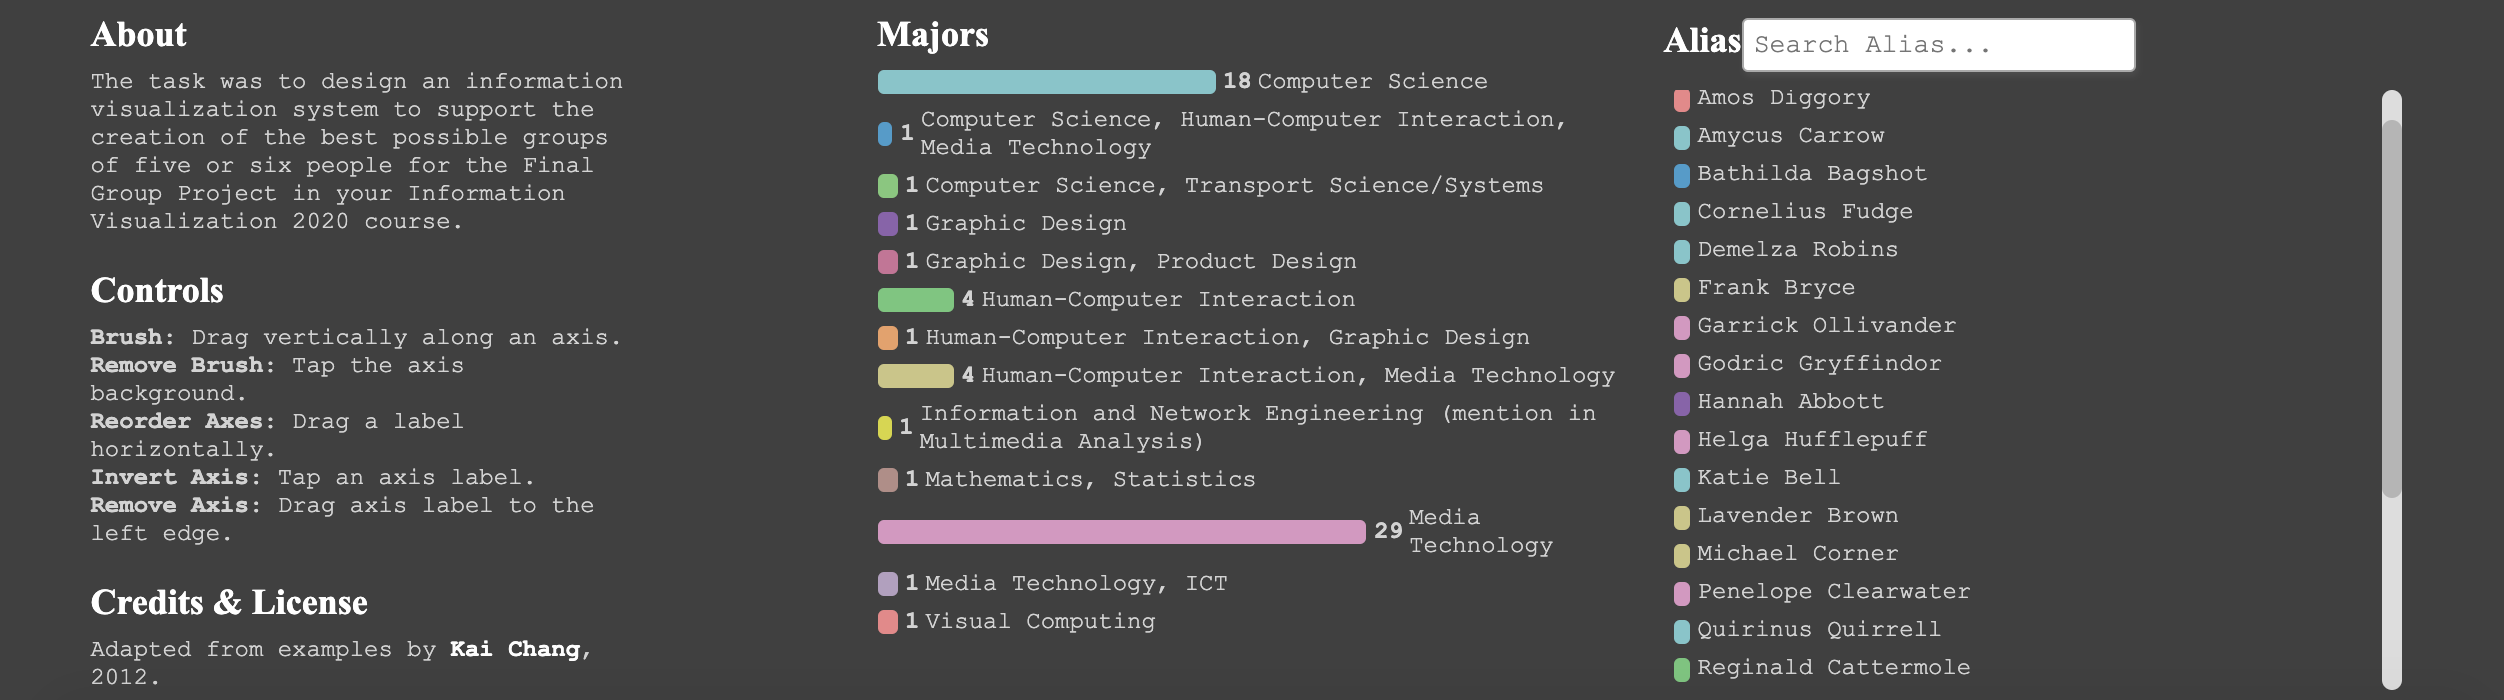 About
The task was to design an information
visualization system to support the
creation of the best possible groups
of five or six people for the Final
Group Project in your Information
Visualization 2020 course.
Controls
Brush: Drag vertically along an axis.
Remove Brush: Tap the axis
background.
Reorder Axes: Drag a label
horizontally.
Invert Axis: Tap an axis label.
Remove Axis: Drag axis label to the
left edge.
Credits & License
Adapted from examples by Kai Chang,
2012.
Majors
18 Computer Science
1 Computer Science, Human-Computer Interaction,
Media Technology
1 Computer Science, Transport Science/Systems
1 Graphic Design
1 Graphic Design, Product Design
4 Human-Computer Interaction
1 Human-Computer Interaction, Graphic Design
4 Human-Computer Interaction, Media Technology
1 Information and Network Engineering (mention in
Multimedia Analysis)
1 Mathematics, Statistics
29 Media
Technology
1 Media Technology, ICT
1 Visual Computing
Alias Search Alias...
Amos Diggory
Amycus Carrow
Bathilda Bagshot
Cornelius Fudge
Demelza Robins
Frank Bryce
Garrick Ollivander
Godric Gryffindor
Hannah Abbott
Helga Hufflepuff
Katie Bell
Lavender Brown
Michael Corner
Penelope Clearwater
Quirinus Quirrell
Reginald Cattermole